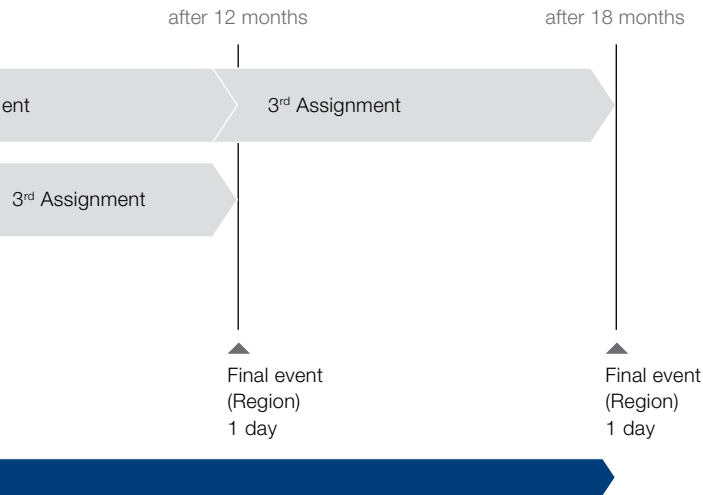 after 12 months
after 18 months
ent
3rd Assignment
3rd Assignment
Final event
(Region)
1 day
Final event
(Region)
1 day